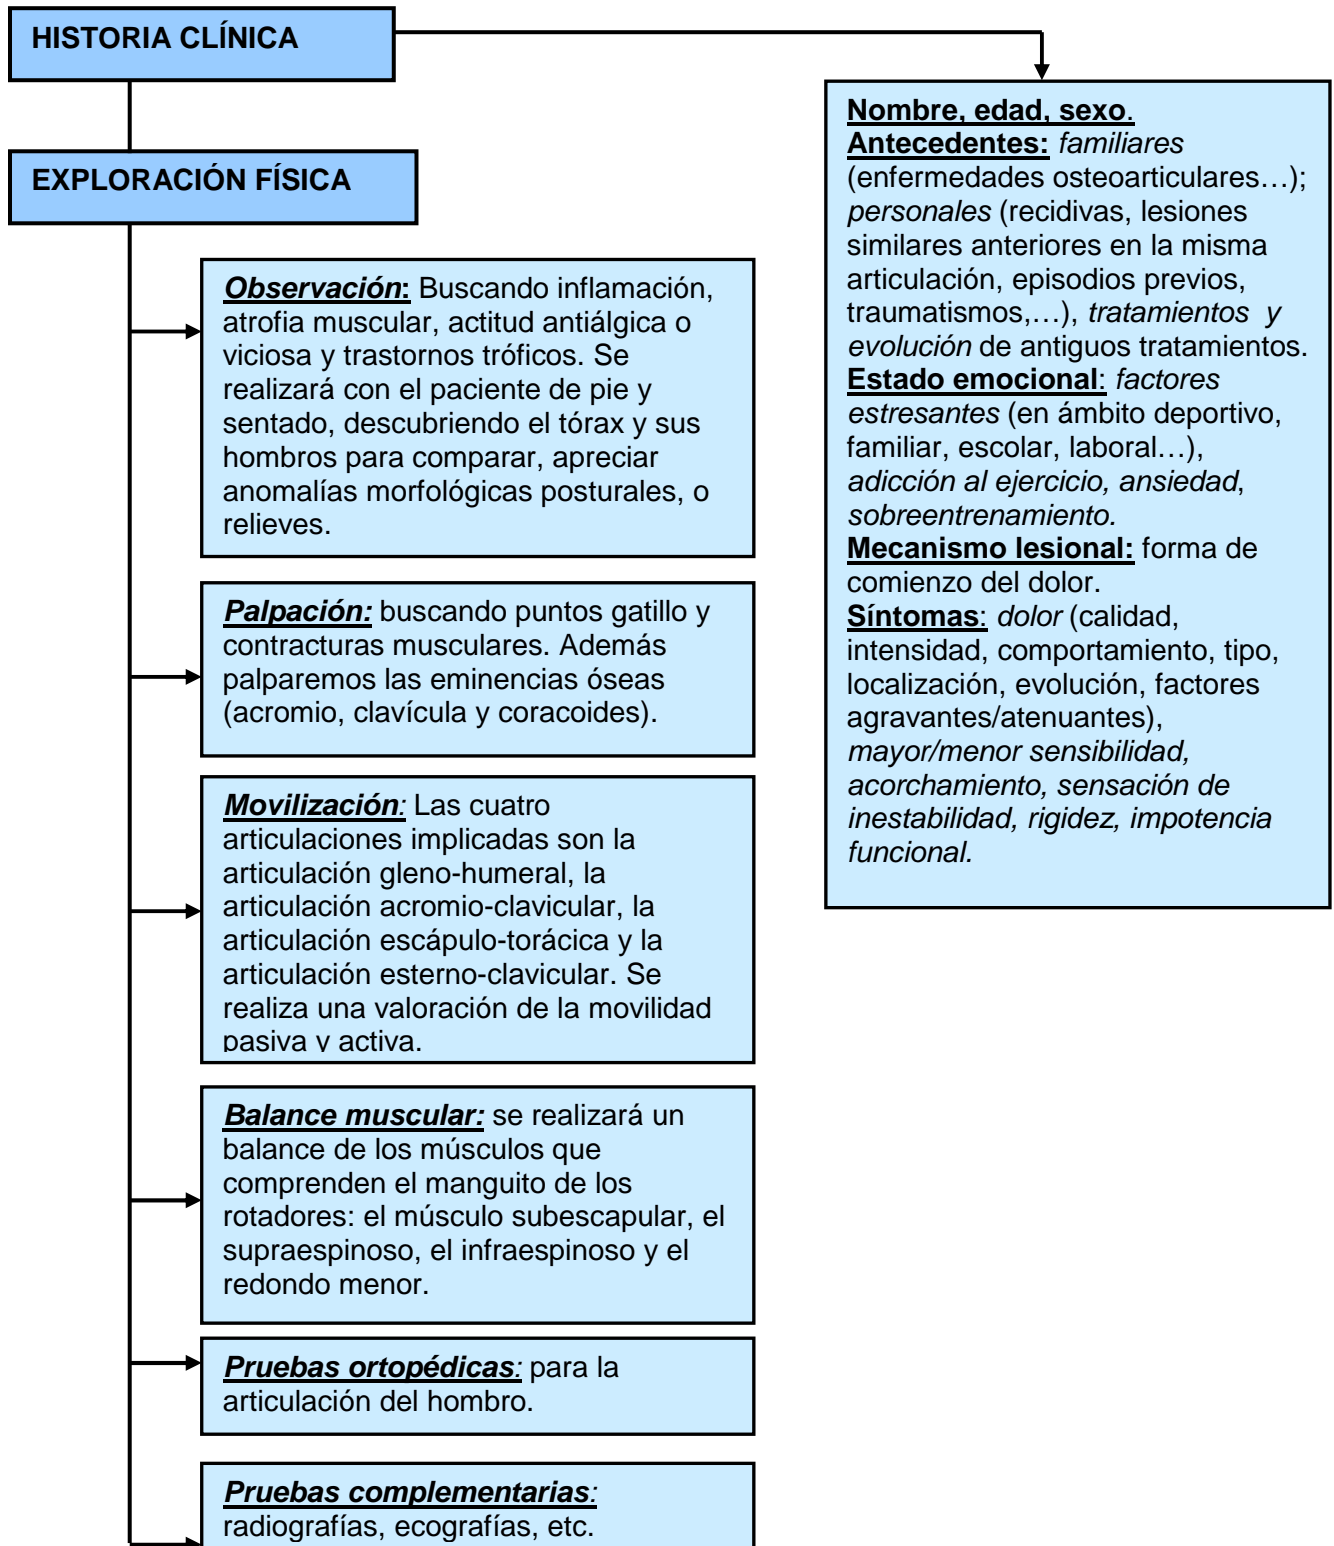 HISTORIA CLÍNICA
EXPLORACIÓN FÍSICA
Nombre, edad, sexo.
Antecedentes: familiares
(enfermedades osteoarticulares…);
personales (recidivas, lesiones
similares anteriores en la misma
articulación, episodios previos,
traumatismos,…), tratamientos y
evolución de antiguos tratamientos.
Estado emocional: factores
estresantes (en ámbito deportivo,
familiar, escolar, laboral…),
adicción al ejercicio, ansiedad,
sobreentrenamiento.
Mecanismo lesional: forma de
comienzo del dolor.
Síntomas: dolor (calidad,
intensidad, comportamiento, tipo,
localización, evolución, factores
agravantes/atenuantes),
mayor/menor sensibilidad,
acorchamiento, sensación de
inestabilidad, rigidez, impotencia
funcional.
Observación: Buscando inflamación,
atrofia muscular, actitud antiálgica o
viciosa y trastornos tróficos. Se
realizará con el paciente de pie y
sentado, descubriendo el tórax y sus
hombros para comparar, apreciar
anomalías morfológicas posturales, o
relieves.
Palpación: buscando puntos gatillo y
contracturas musculares. Además
palparemos las eminencias óseas
(acromio, clavícula y coracoides).
Movilización: Las cuatro
articulaciones implicadas son la
articulación gleno-humeral, la
articulación acromio-clavicular, la
articulación escápulo-torácica y la
articulación esterno-clavicular. Se
realiza una valoración de la movilidad
pasiva y activa.
Balance muscular: se realizará un
balance de los músculos que
comprenden el manguito de los
rotadores: el músculo subescapular, el
supraespinoso, el infraespinoso y el
redondo menor.
Pruebas ortopédicas: para la
articulación del hombro.
Pruebas complementarias:
radiografías, ecografías, etc.